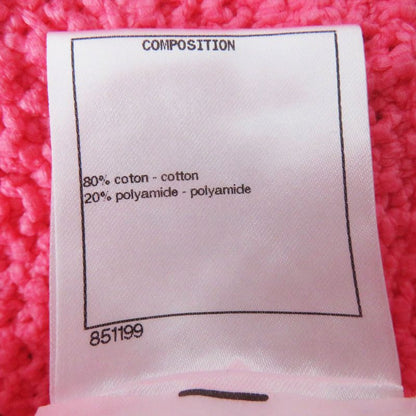 COMPOSITION
80% coton - cotton
20% polyamide - polyamide
851199